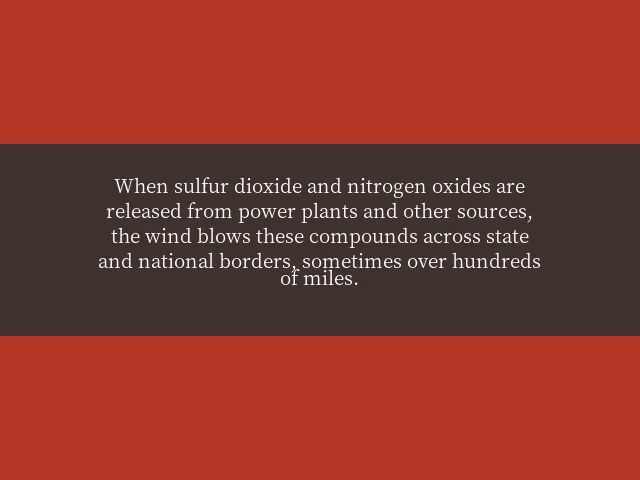 When sulfur dioxide and nitrogen oxides are
released from power plants and other sources,
the wind blows these compounds across state
and national borders, sometimes over hundreds
of miles.